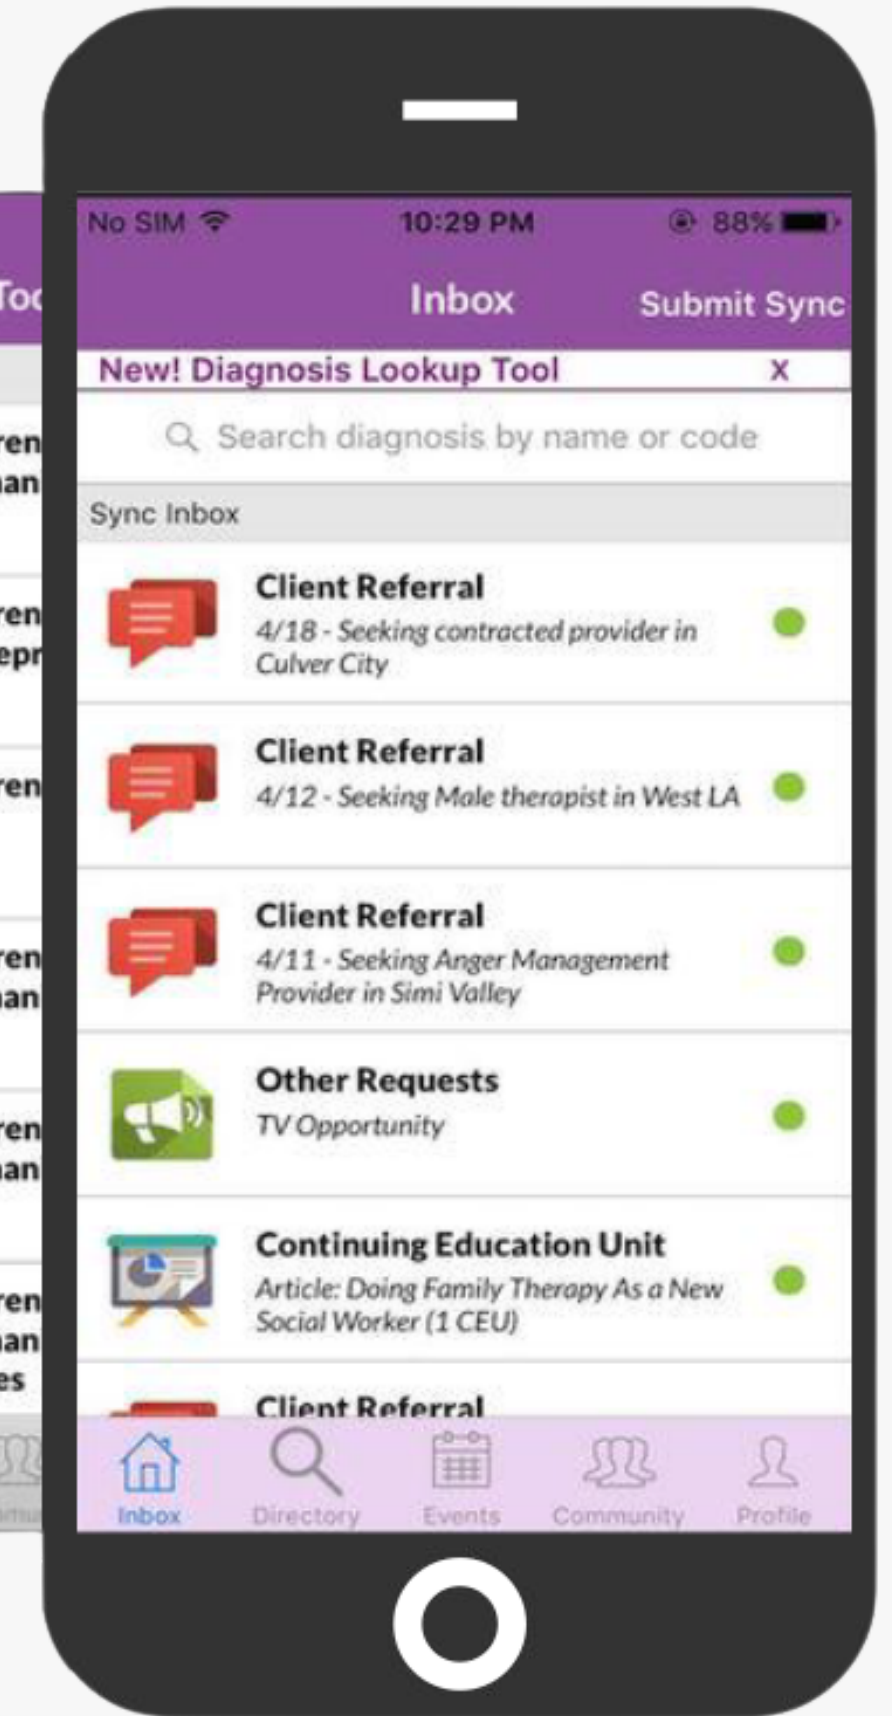 No SIM 10:29 PM 88%
Inbox Submit Sync
New! Diagnosis Lookup Tool X
Search diagnosis by name or code
Sync Inbox
Client Referral
4/18 - Seeking contracted provider in
Culver City
Client Referral
4/12 - Seeking Male therapist in West LA
Client Referral
4/11 - Seeking Anger Management
Provider in Simi Valley
Other Requests
TV Opportunity
Continuing Education Unit
Article: Doing Family Therapy As a New
Social Worker (1 CEU)
Client Referral
Inbox Directory Events Community Profile